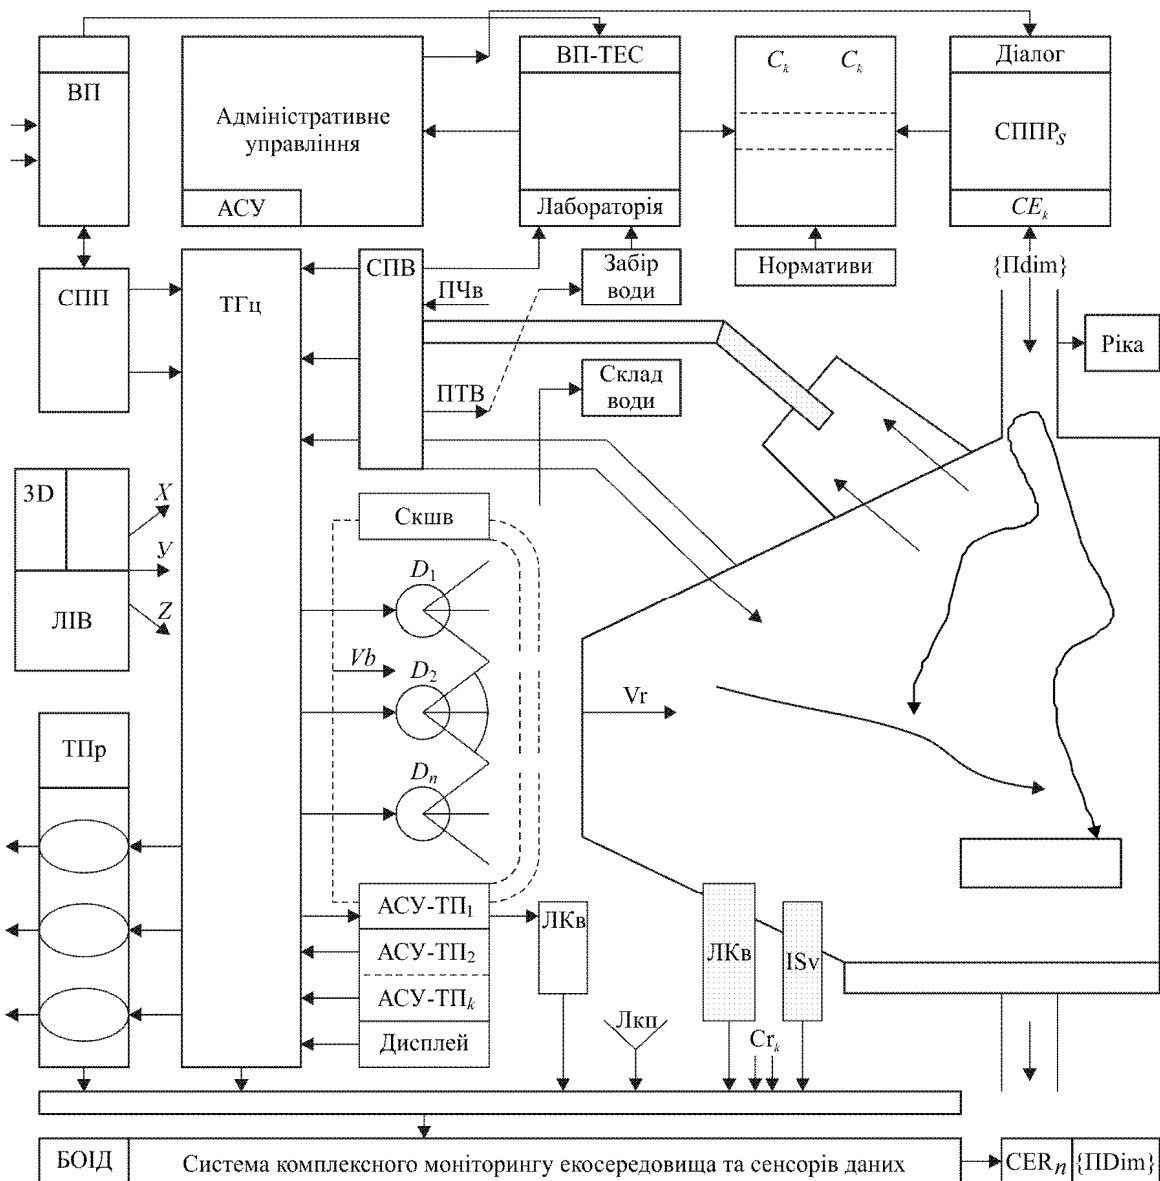 ВП
Адміністративне
управління
АСУ
ВП-ТЕС
Лабораторія
C_k C_k
Діалог
СППР_S
CE_k
СПП
ТГц
СПВ
ПЧв
ПТВ
Забір
води
Нормативи
{Пdim}
Ріка
Склад
води
3D
ЛІВ
X
У
Z
Скшв
D_1
Vb
D_2
D_n
Vr
ТПр
АСУ-ТП_1
АСУ-ТП_2
АСУ-ТП_k
Дисплей
ЛКв
ЛКв
ISv
Лкп
Cr_k
БОІД
Система комплексного моніторингу екосередовища та сенсорів даних
CER_n
{ПDim}